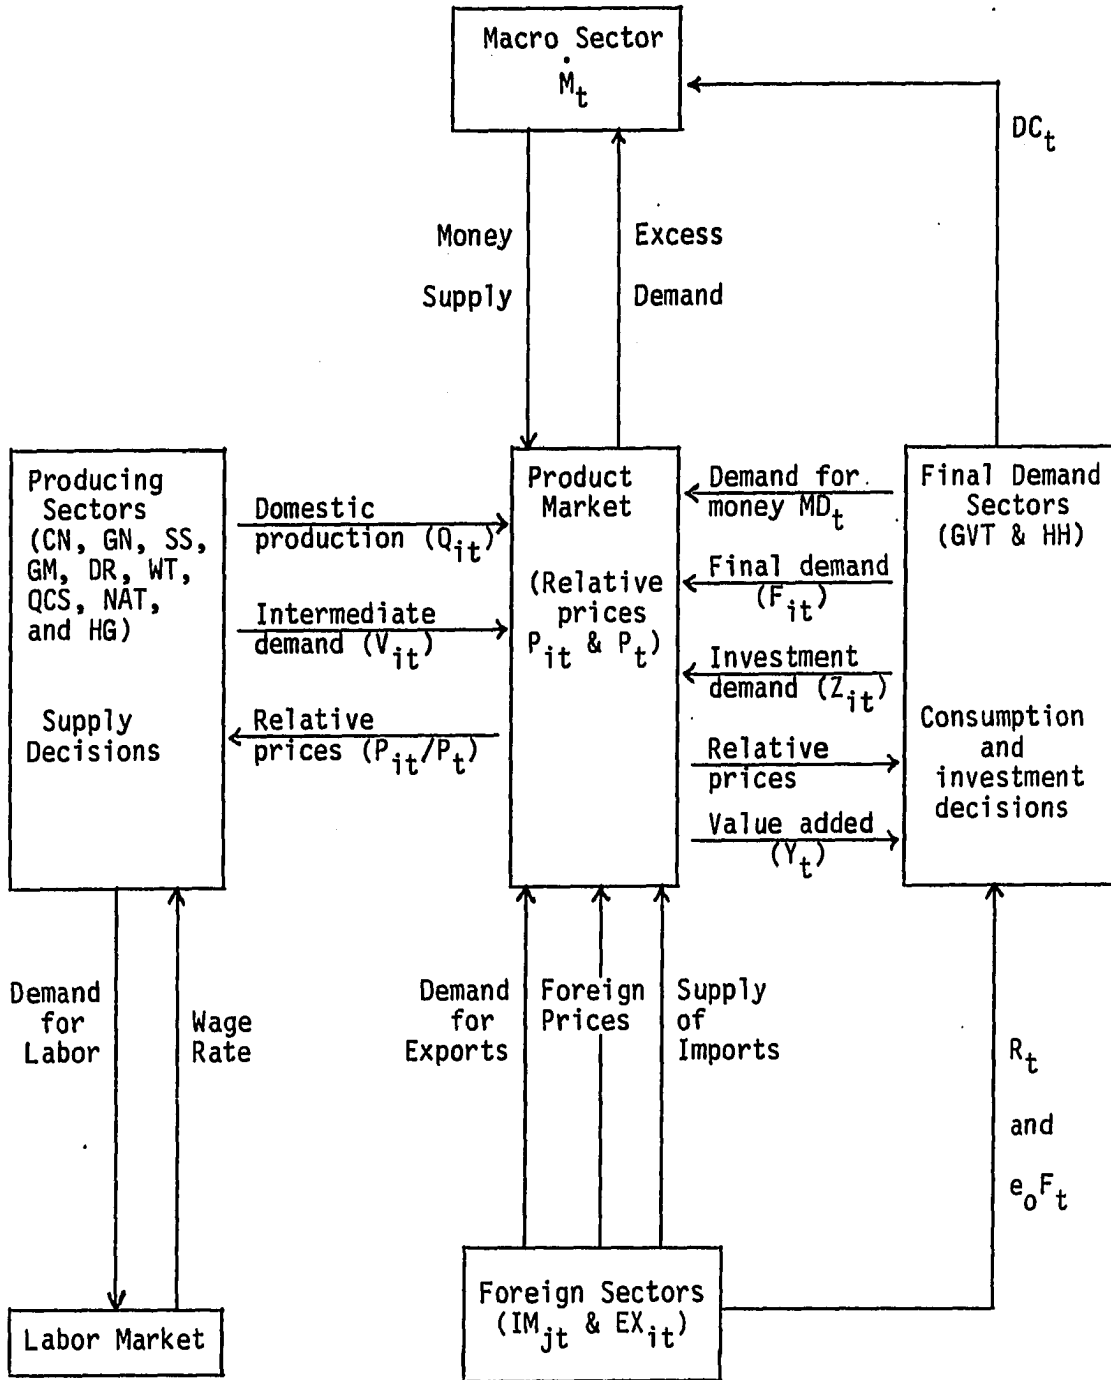 Macro Sector
Ṁt
DCt
Money
Supply
Excess
Demand
Producing
Sectors
(CN, GN, SS,
GM, DR, WT,
QCS, NAT,
and HG)
Supply
Decisions
Domestic
production (Qit)
Intermediate
demand (Vit)
Relative
prices (Pit/Pt)
Product
Market
(Relative
prices
Pit & Pt)
Demand for
money MDt
Final demand
(Fit)
Investment
demand (Zit)
Relative
prices
Value added
(Yt)
Final Demand
Sectors
(GVT & HH)
Consumption
and
investment
decisions
Demand
for
Labor
Wage
Rate
Demand
for
Exports
Foreign
Prices
Supply
of
Imports
Rt
and
eoFt
Labor Market
Foreign Sectors
(IMjt & EXit)